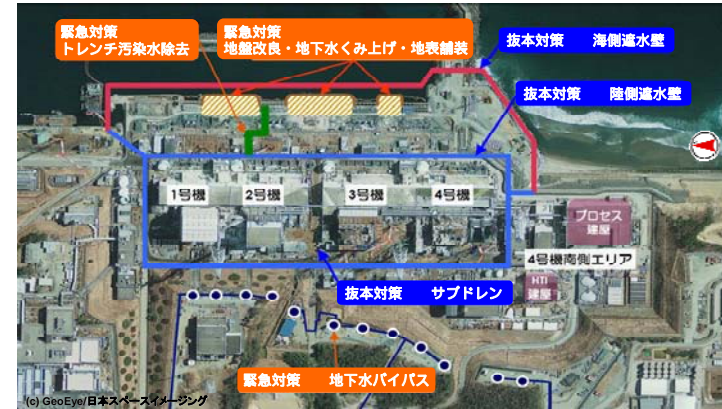 緊急対策
トレンチ汚染水除去
緊急対策
地盤改良・地下水くみ上げ・地表舗装
抜本対策　海側遮水壁
抜本対策　陸側遮水壁
1号機
2号機
3号機
4号機
プロセス
建屋
4号機南側エリア
HTI
建屋
抜本対策　サブドレン
緊急対策　地下水バイパス
(c) GeoEye/日本スペースイメージング